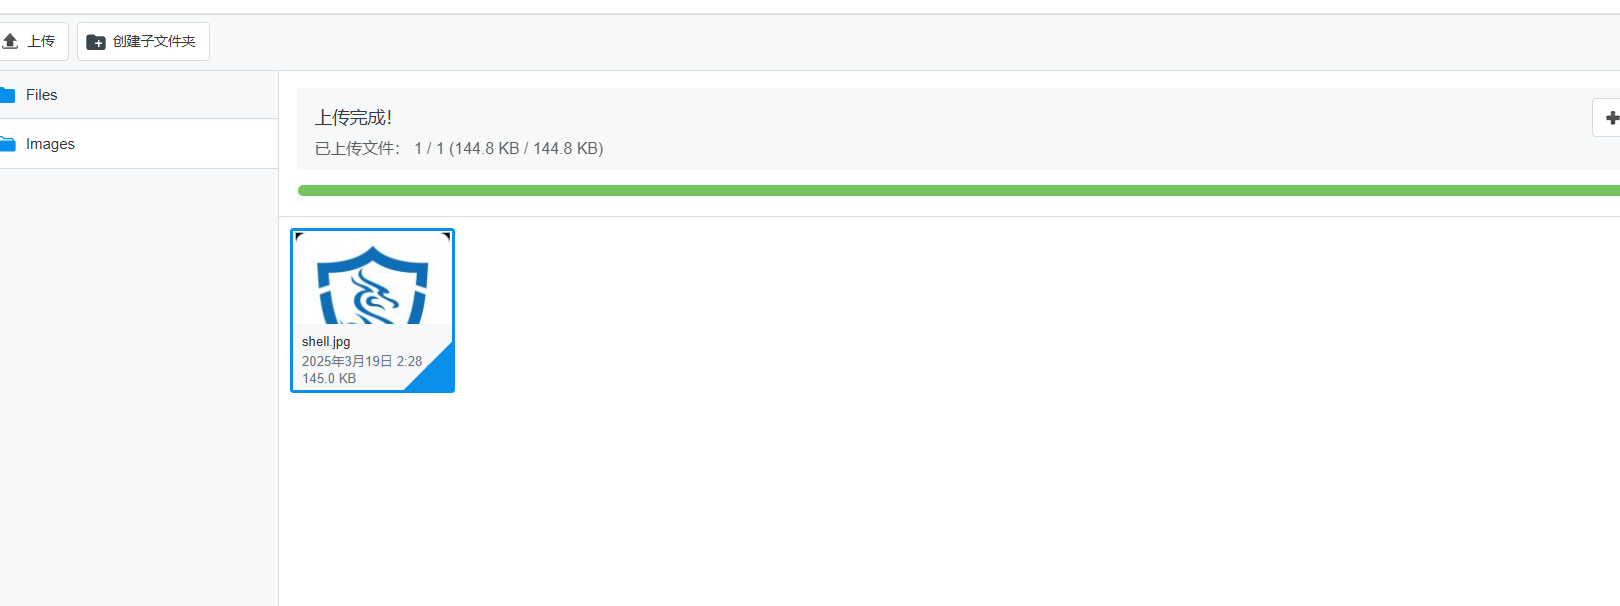 上传
创建子文件夹
Files
Images
上传完成!
已上传文件： 1 / 1 (144.8 KB / 144.8 KB)
shell.jpg
2025年3月19日 2:28
145.0 KB